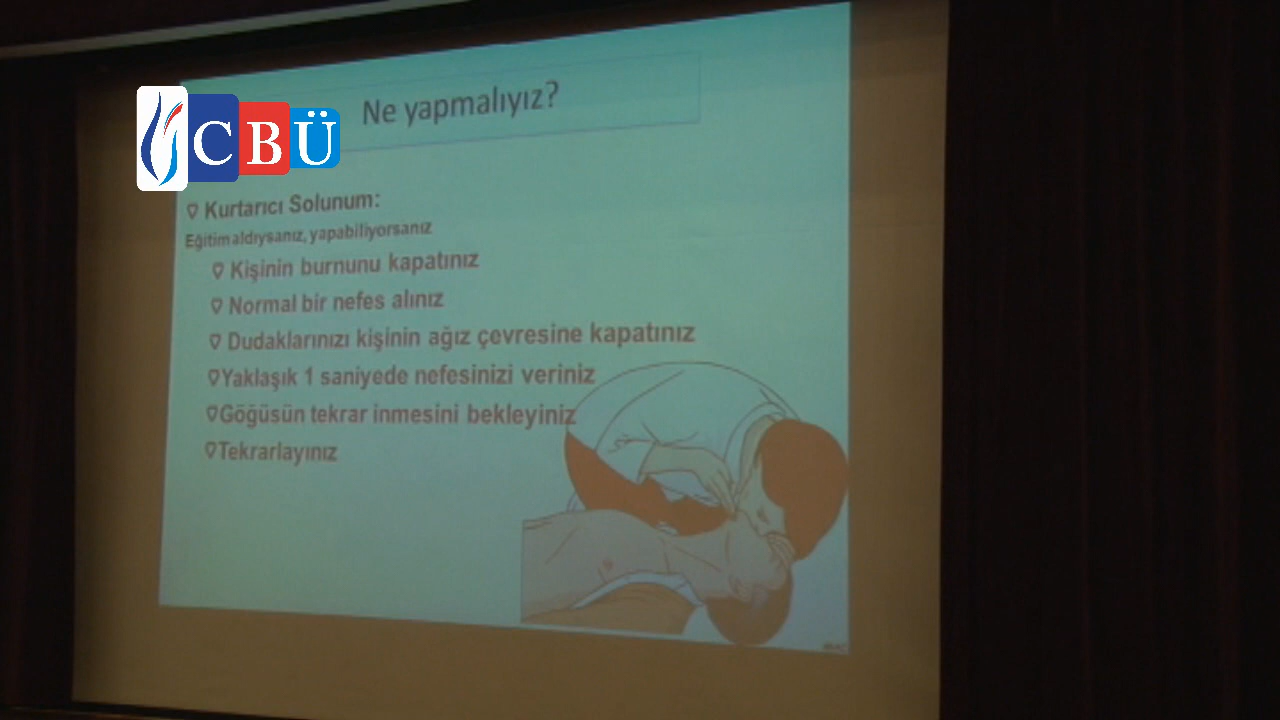 CBÜ
Ne yapmalıyız?
Kurtarıcı Solunum:
Eğitim aldıysanız, yapabiliyorsanız
Kişinin burnunu kapatınız
Normal bir nefes alınız
Dudaklarınızı kişinin ağız çevresine kapatınız
Yaklaşık 1 saniyede nefesinizi veriniz
Göğüsün tekrar inmesini bekleyiniz
Tekrarlayınız